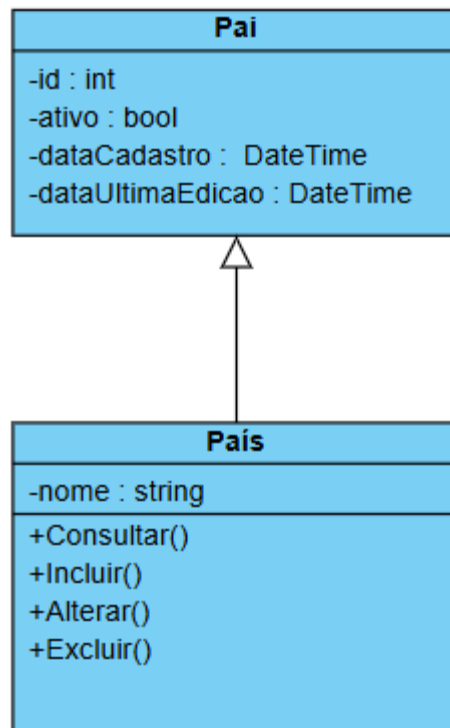 Pai
-id : int
-ativo : bool
-dataCadastro :  DateTime
-dataUltimaEdicao : DateTime
País
-nome : string
+Consultar()
+Incluir()
+Alterar()
+Excluir()